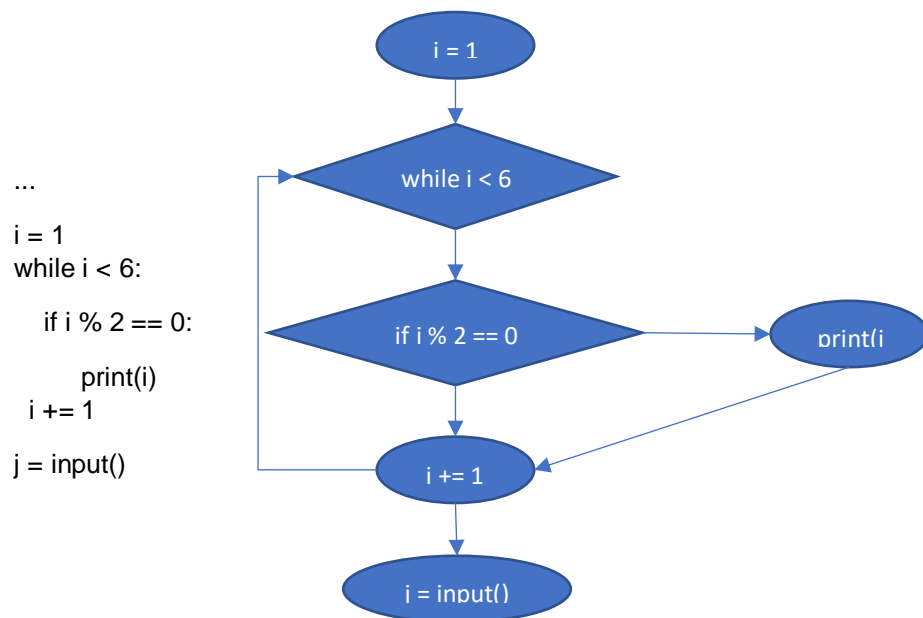 ...
i = 1
while i < 6:
if i % 2 == 0:
print(i)
i += 1
j = input()
i = 1
while i < 6
if i % 2 == 0
print(i
i += 1
j = input()